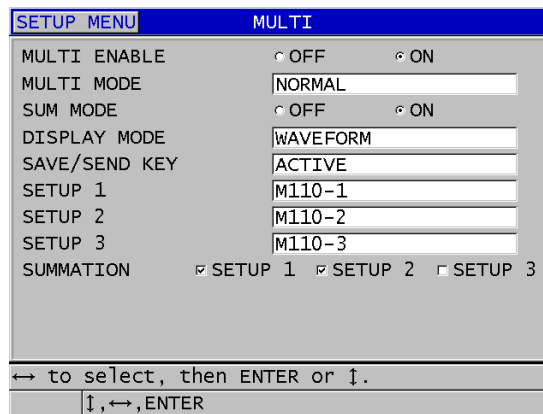 SETUP MENU MULTI
MULTI ENABLE OFF ON
MULTI MODE NORMAL
SUM MODE OFF ON
DISPLAY MODE WAVEFORM
SAVE/SEND KEY ACTIVE
SETUP 1 M110-1
SETUP 2 M110-2
SETUP 3 M110-3
SUMMATION SETUP 1 SETUP 2 SETUP 3
↔ to select, then ENTER or ↕.
↕,↔,ENTER